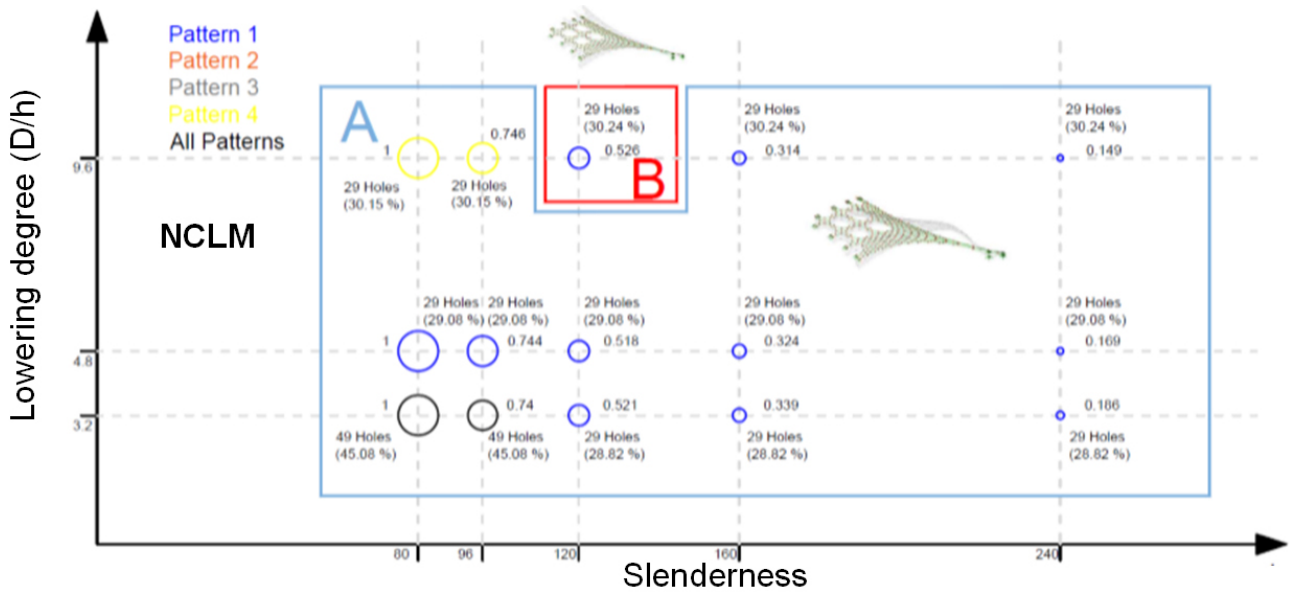 Pattern 1
Pattern 2
Pattern 3
Pattern 4
All Patterns
Lowering degree (D/h)
NCLM
A
B
9.6
1
29 Holes
(30.15 %)
0.746
29 Holes
(30.15 %)
29 Holes
(30.24 %)
0.526
29 Holes
(30.24 %)
0.314
29 Holes
(30.24 %)
0.149
4.8
29 Holes
(29.08 %)
1
29 Holes
(29.08 %)
0.744
29 Holes
(29.08 %)
0.518
29 Holes
(29.08 %)
0.324
29 Holes
(29.08 %)
0.169
3.2
1
49 Holes
(45.08 %)
0.74
49 Holes
(45.08 %)
0.521
29 Holes
(28.82 %)
0.339
29 Holes
(28.82 %)
0.186
29 Holes
(28.82 %)
80
96
120
160
240
Slenderness